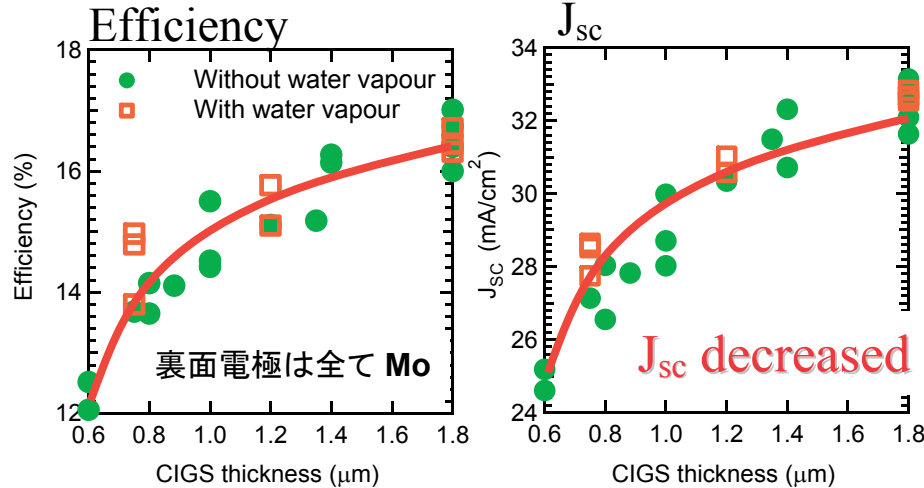 Efficiency
18
16
14
12
0.6 0.8 1.0 1.2 1.4 1.6 1.8
Efficiency (%)
CIGS thickness (μm)
Without water vapour
With water vapour
裏面電極は全て Mo
J_sc
34
32
30
28
26
24
0.6 0.8 1.0 1.2 1.4 1.6 1.8
J_SC (mA/cm²)
CIGS thickness (μm)
J_sc decreased